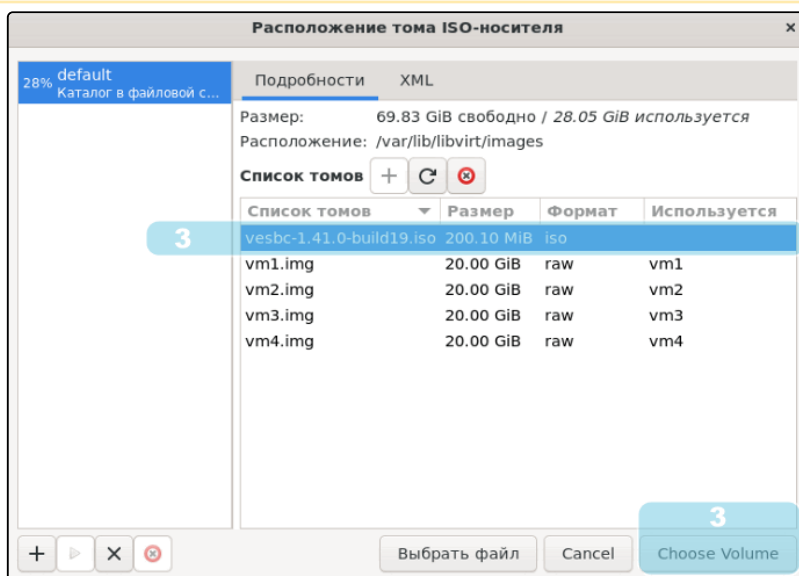 Расположение тома ISO-носителя ×
28% default
Каталог в файловой с...
Подробности XML
Размер: 69.83 GiB свободно / 28.05 GiB используется
Расположение: /var/lib/libvirt/images
Список томов
Список томов Размер Формат Используется
3 vesbc-1.41.0-build19.iso 200.10 MiB iso
vm1.img 20.00 GiB raw vm1
vm2.img 20.00 GiB raw vm2
vm3.img 20.00 GiB raw vm3
vm4.img 20.00 GiB raw vm4
3
Выбрать файл Cancel Choose Volume